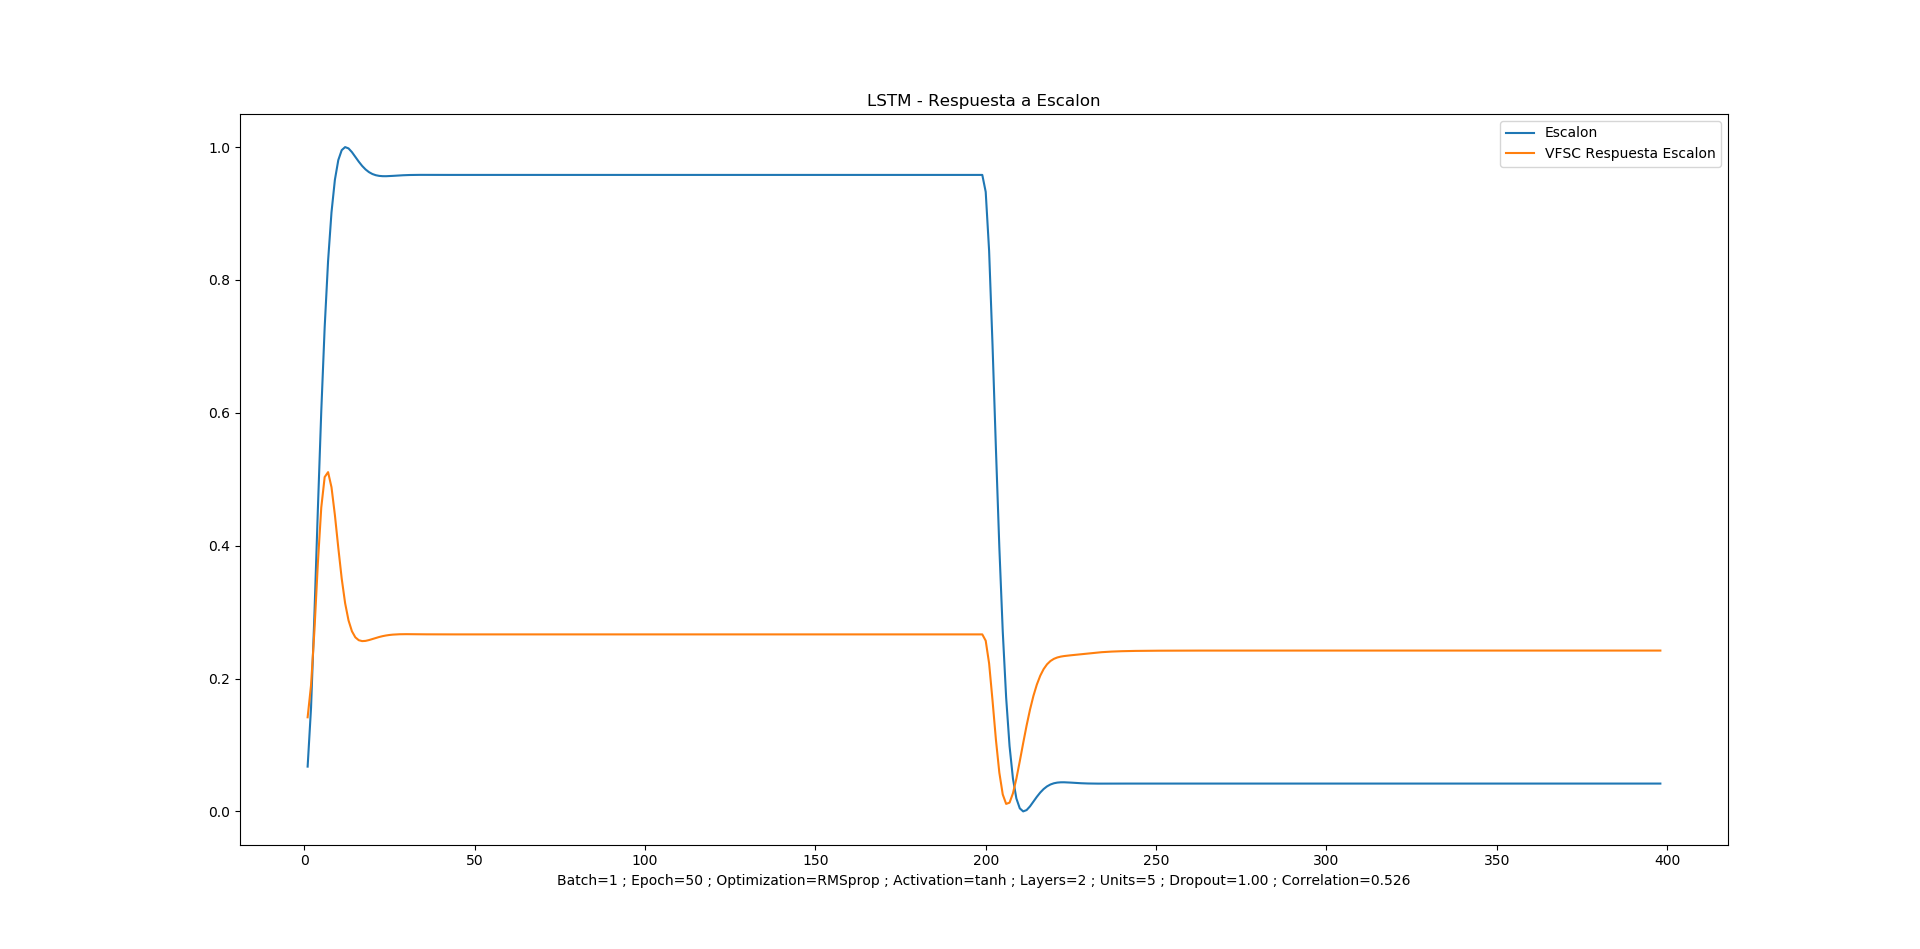 LSTM - Respuesta a Escalon
Escalon
VFSC Respuesta Escalon
1.0
0.8
0.6
0.4
0.2
0.0
0 50 100 150 200 250 300 350 400
Batch=1 ; Epoch=50 ; Optimization=RMSprop ; Activation=tanh ; Layers=2 ; Units=5 ; Dropout=1.00 ; Correlation=0.526